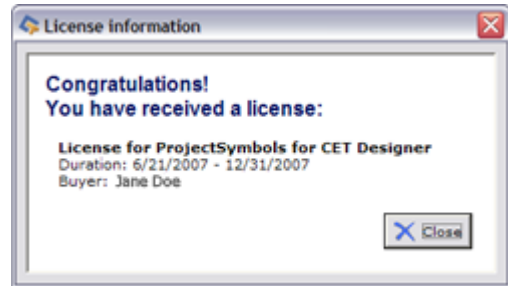 License information
Congratulations!
You have received a license:
License for ProjectSymbols for CET Designer
Duration: 6/21/2007 - 12/31/2007
Buyer: Jane Doe
Close